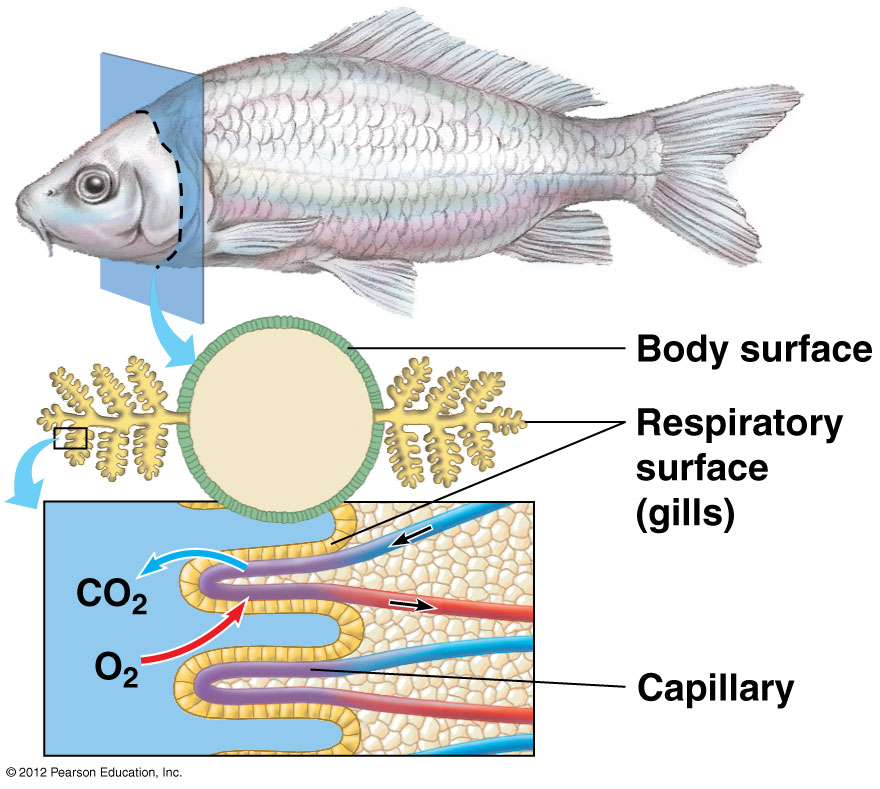 Body surface
Respiratory
surface
(gills)
CO₂
O₂
Capillary
© 2012 Pearson Education, Inc.